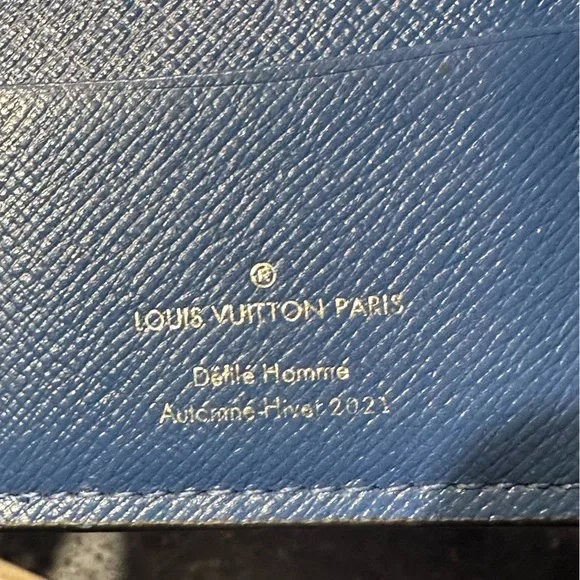 ®
LOUIS VUITTON PARIS
Défilé Homme
Automne-Hiver 2021